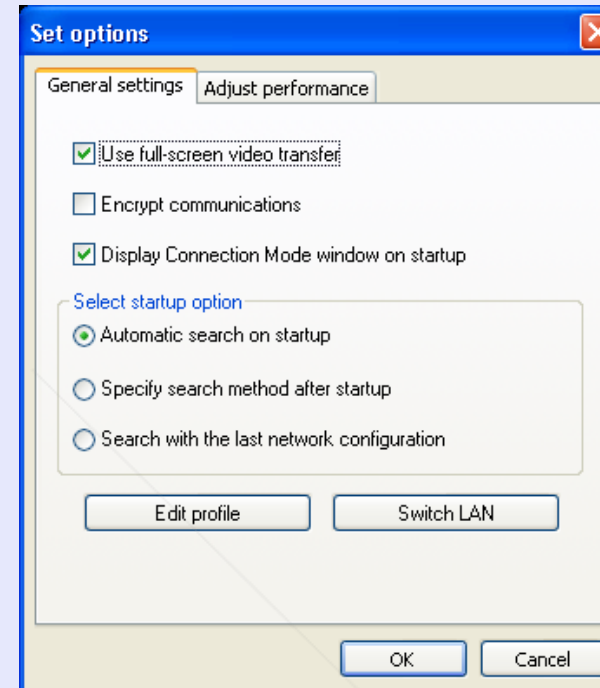 Set options
General settings Adjust performance
Use full-screen video transfer
Encrypt communications
Display Connection Mode window on startup
Select startup option
Automatic search on startup
Specify search method after startup
Search with the last network configuration
Edit profile Switch LAN
OK Cancel